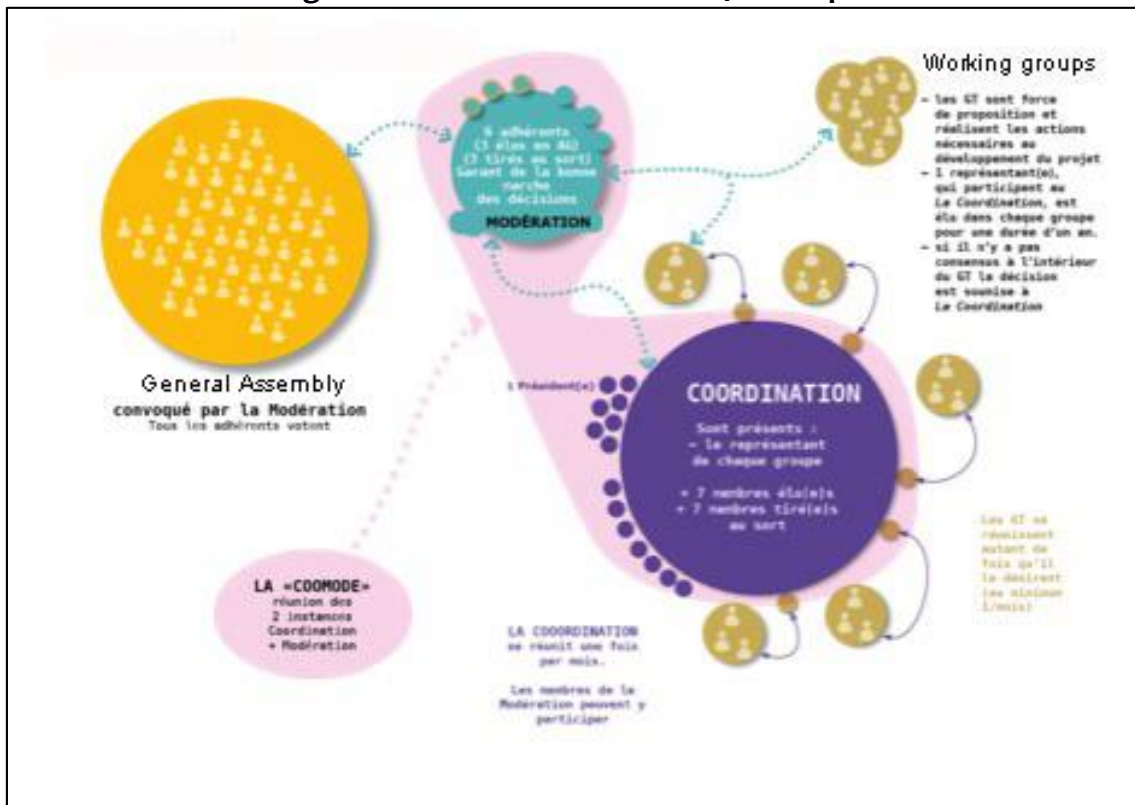 Working groups
- les GT sont force
de proposition et
réalisent les actions
nécessaires au
développement du projet
- 1 représentant(e),
qui participent au
La Coordination, est
élu dans chaque groupe
pour une durée d'un an.
- si il n'y a pas
consensus à l'intérieur
du GT la décision
est soumise à
La Coordination
6 adhérents
(3 élus en AG)
(3 tirés au sort)
Garant de la bonne
marche
des décisions
MODÉRATION
General Assembly
convoqué par la Modération
Tous les adhérents votent
1 Président(e)
COORDINATION
Sont présents :
- le représentant
de chaque groupe
+ 7 membres élu(e)s
+ 7 membres tiré(e)s
au sort
Les GT se
réunissent
autant de
fois qu'il
le désirent
(au minimum
1/mois)
LA «COOMODE»
réunion des
2 instances
Coordination
+ Modération
LA COOORDINATION
se réunit une fois
par mois.
Les membres de la
Modération peuvent y
participer